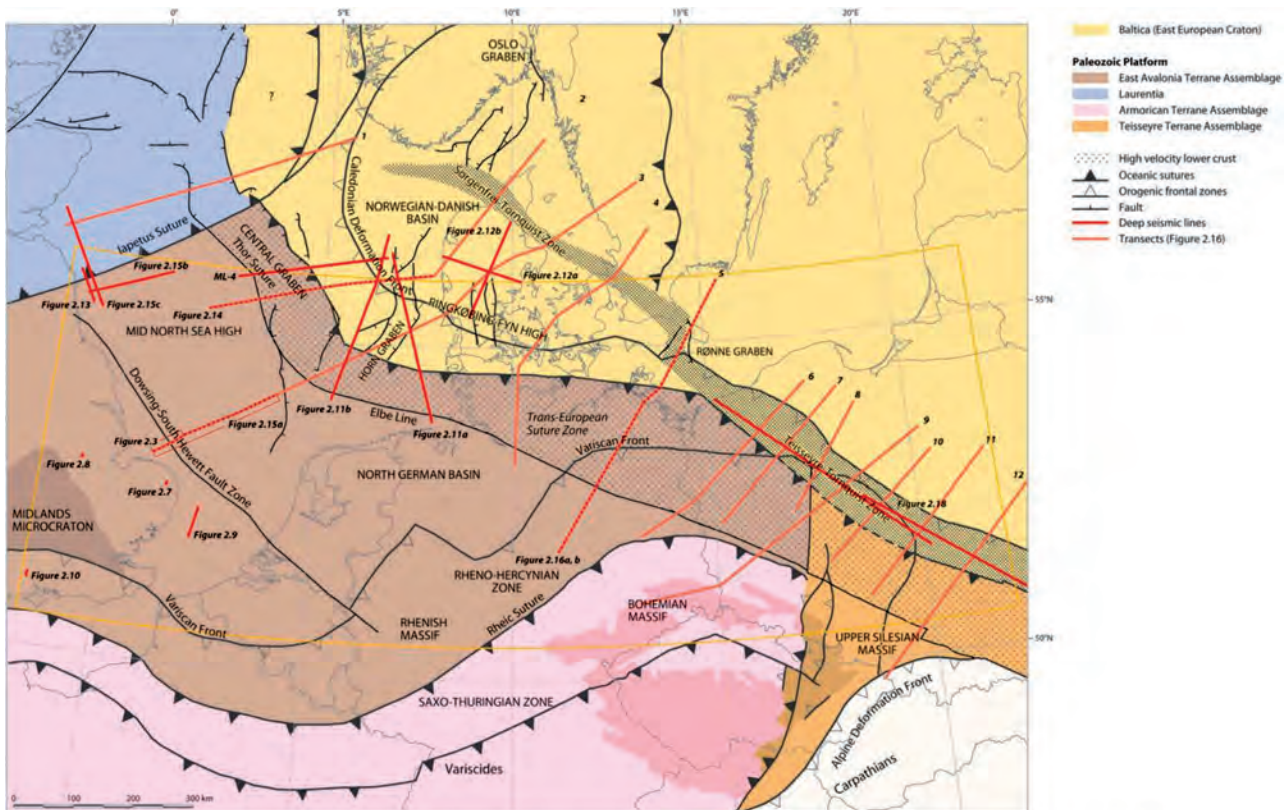 0°
5°E
10°E
15°E
20°E
OSLO
GRABEN
?
1
2
3
4
5
Caledonian Deformation Front
Sorgenfrei-Tornquist Zone
NORWEGIAN-DANISH
BASIN
Figure 2.12b
Figure 2.12a
Iapetus Suture
CENTRAL GRABEN
Thor Suture
Figure 2.15b
ML-4
Figure 2.13
Figure 2.15c
Figure 2.14
MID NORTH SEA HIGH
RINGKØBING-FYN HIGH
HORN GRABEN
RØNNE GRABEN
55°N
Dowsing-South Hewett Fault Zone
Figure 2.11b
Figure 2.15a
Elbe Line
Figure 2.11a
Trans-European
Suture Zone
6
7
8
9
10
11
12
Figure 2.3
Figure 2.8
Figure 2.7
NORTH GERMAN BASIN
Variscan Front
Teisseyre-Tornquist Zone
Figure 2.18
MIDLANDS
MICROCRATON
Figure 2.9
Figure 2.10
Figure 2.16a, b
RHENO-HERCYNIAN
ZONE
Variscan Front
RHENISH
MASSIF
Rheic Suture
BOHEMIAN
MASSIF
UPPER SILESIAN
MASSIF
50°N
SAXO-THURINGIAN ZONE
Alpine Deformation Front
Carpathians
Variscides
0
100
200
300 km
Baltica (East European Craton)
Paleozoic Platform
East Avalonia Terrane Assemblage
Laurentia
Armorican Terrane Assemblage
Teisseyre Terrane Assemblage
High velocity lower crust
Oceanic sutures
Orogenic frontal zones
Fault
Deep seismic lines
Transects (Figure 2.16)